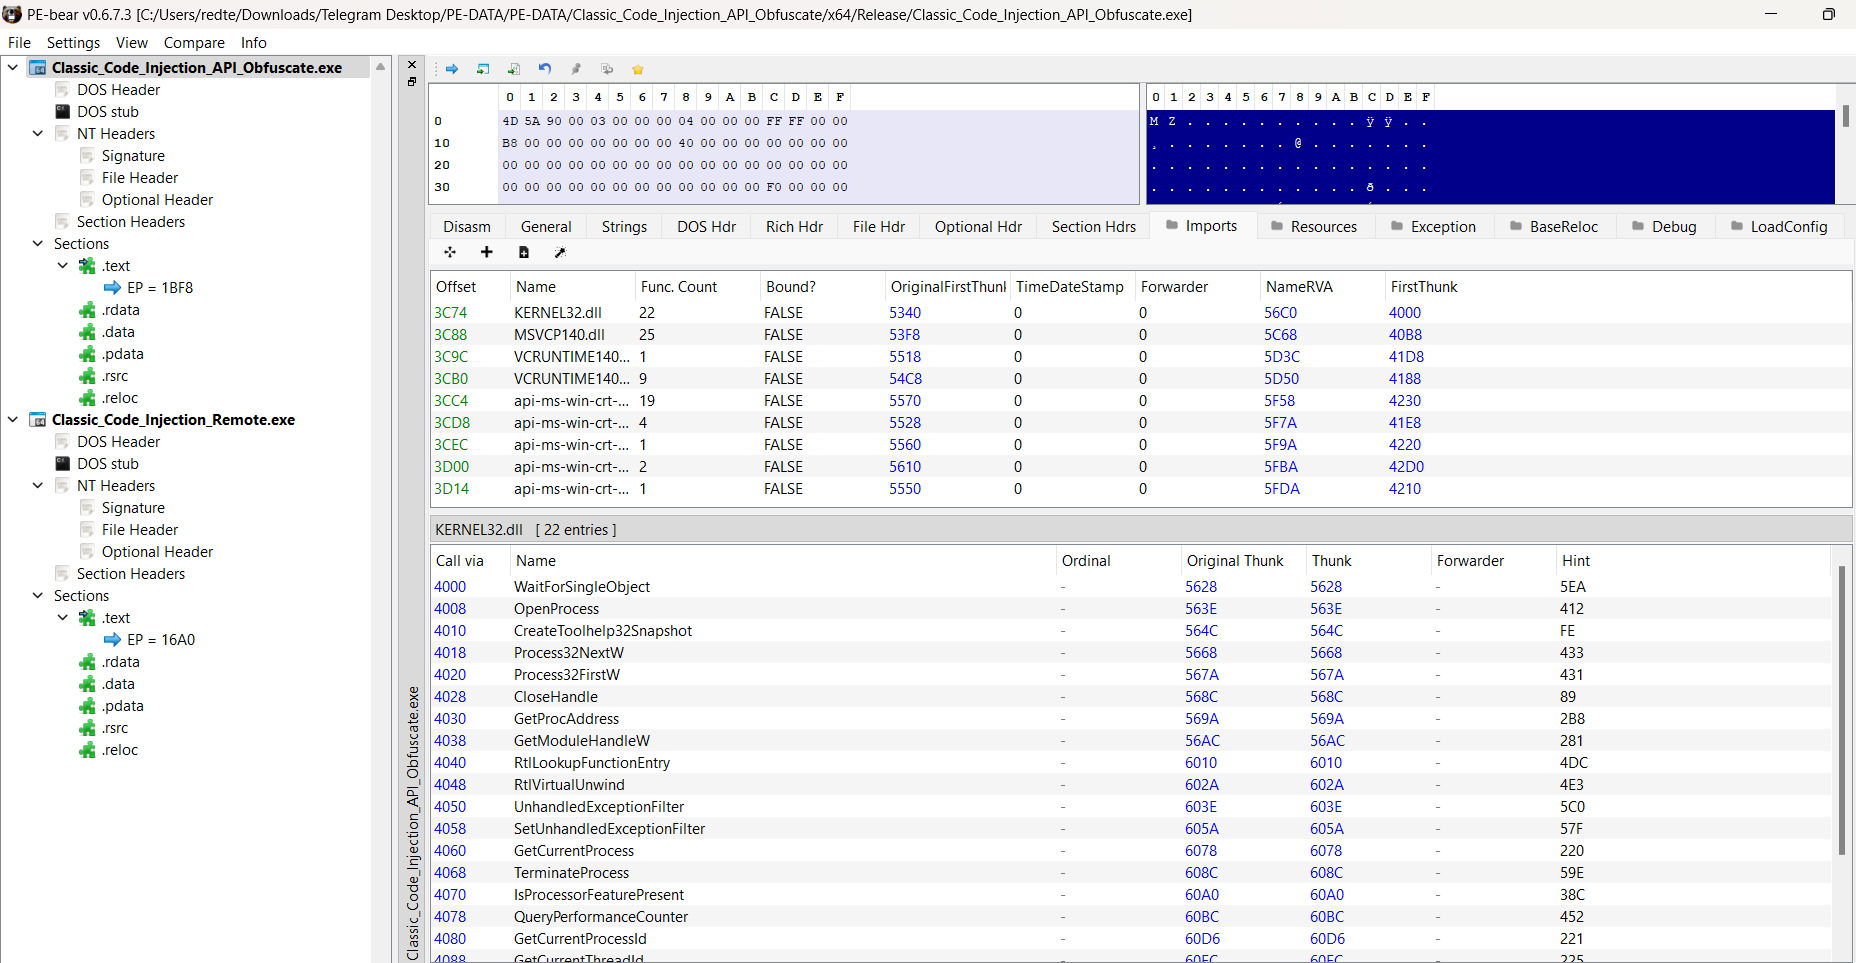 PE-bear v0.6.7.3 [C:/Users/redte/Downloads/Telegram Desktop/PE-DATA/PE-DATA/Classic_Code_Injection_API_Obfuscate/x64/Release/Classic_Code_Injection_API_Obfuscate.exe]
File Settings View Compare Info
Classic_Code_Injection_API_Obfuscate.exe
DOS Header
DOS stub
NT Headers
Signature
File Header
Optional Header
Section Headers
Sections
.text
EP = 1BF8
.rdata
.data
.pdata
.rsrc
.reloc
Classic_Code_Injection_Remote.exe
DOS Header
DOS stub
NT Headers
Signature
File Header
Optional Header
Section Headers
Sections
.text
EP = 16A0
.rdata
.data
.pdata
.rsrc
.reloc
Classic_Code_Injection_API_Obfuscate.exe
0 1 2 3 4 5 6 7 8 9 A B C D E F
0 4D 5A 90 00 03 00 00 00 04 00 00 00 FF FF 00 00
10 B8 00 00 00 00 00 00 00 40 00 00 00 00 00 00 00
20 00 00 00 00 00 00 00 00 00 00 00 00 00 00 00 00
30 00 00 00 00 00 00 00 00 00 00 00 00 F0 00 00 00
0 1 2 3 4 5 6 7 8 9 A B C D E F
M Z . . . . . . . . . . ÿ ÿ . .
¸ . . . . . . . @ . . . . . . .
. . . . . . . . . . . . . . . .
. . . . . . . . . . . . ð . . .
Disasm General Strings DOS Hdr Rich Hdr File Hdr Optional Hdr Section Hdrs Imports Resources Exception BaseReloc Debug LoadConfig
Offset Name Func. Count Bound? OriginalFirstThunk TimeDateStamp Forwarder NameRVA FirstThunk
3C74 KERNEL32.dll 22 FALSE 5340 0 0 56C0 4000
3C88 MSVCP140.dll 25 FALSE 53F8 0 0 5C68 40B8
3C9C VCRUNTIME140... 1 FALSE 5518 0 0 5D3C 41D8
3CB0 VCRUNTIME140... 9 FALSE 54C8 0 0 5D50 4188
3CC4 api-ms-win-crt-... 19 FALSE 5570 0 0 5F58 4230
3CD8 api-ms-win-crt-... 4 FALSE 5528 0 0 5F7A 41E8
3CEC api-ms-win-crt-... 1 FALSE 5560 0 0 5F9A 4220
3D00 api-ms-win-crt-... 2 FALSE 5610 0 0 5FBA 42D0
3D14 api-ms-win-crt-... 1 FALSE 5550 0 0 5FDA 4210
KERNEL32.dll [ 22 entries ]
Call via Name Ordinal Original Thunk Thunk Forwarder Hint
4000 WaitForSingleObject - 5628 5628 - 5EA
4008 OpenProcess - 563E 563E - 412
4010 CreateToolhelp32Snapshot - 564C 564C - FE
4018 Process32NextW - 5668 5668 - 433
4020 Process32FirstW - 567A 567A - 431
4028 CloseHandle - 568C 568C - 89
4030 GetProcAddress - 569A 569A - 2B8
4038 GetModuleHandleW - 56AC 56AC - 281
4040 RtlLookupFunctionEntry - 6010 6010 - 4DC
4048 RtlVirtualUnwind - 602A 602A - 4E3
4050 UnhandledExceptionFilter - 603E 603E - 5C0
4058 SetUnhandledExceptionFilter - 605A 605A - 57F
4060 GetCurrentProcess - 6078 6078 - 220
4068 TerminateProcess - 608C 608C - 59E
4070 IsProcessorFeaturePresent - 60A0 60A0 - 38C
4078 QueryPerformanceCounter - 60BC 60BC - 452
4080 GetCurrentProcessId - 60D6 60D6 - 221
4088 GetCurrentThreadId - 60EC 60EC - 225